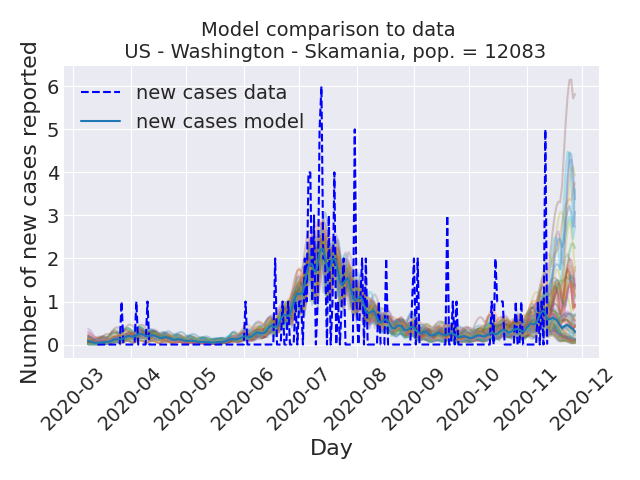 Model comparison to data
US - Washington - Skamania, pop. = 12083
Number of new cases reported
6
5
4
3
2
1
0
new cases data
new cases model
2020-03
2020-04
2020-05
2020-06
2020-07
2020-08
2020-09
2020-10
2020-11
2020-12
Day